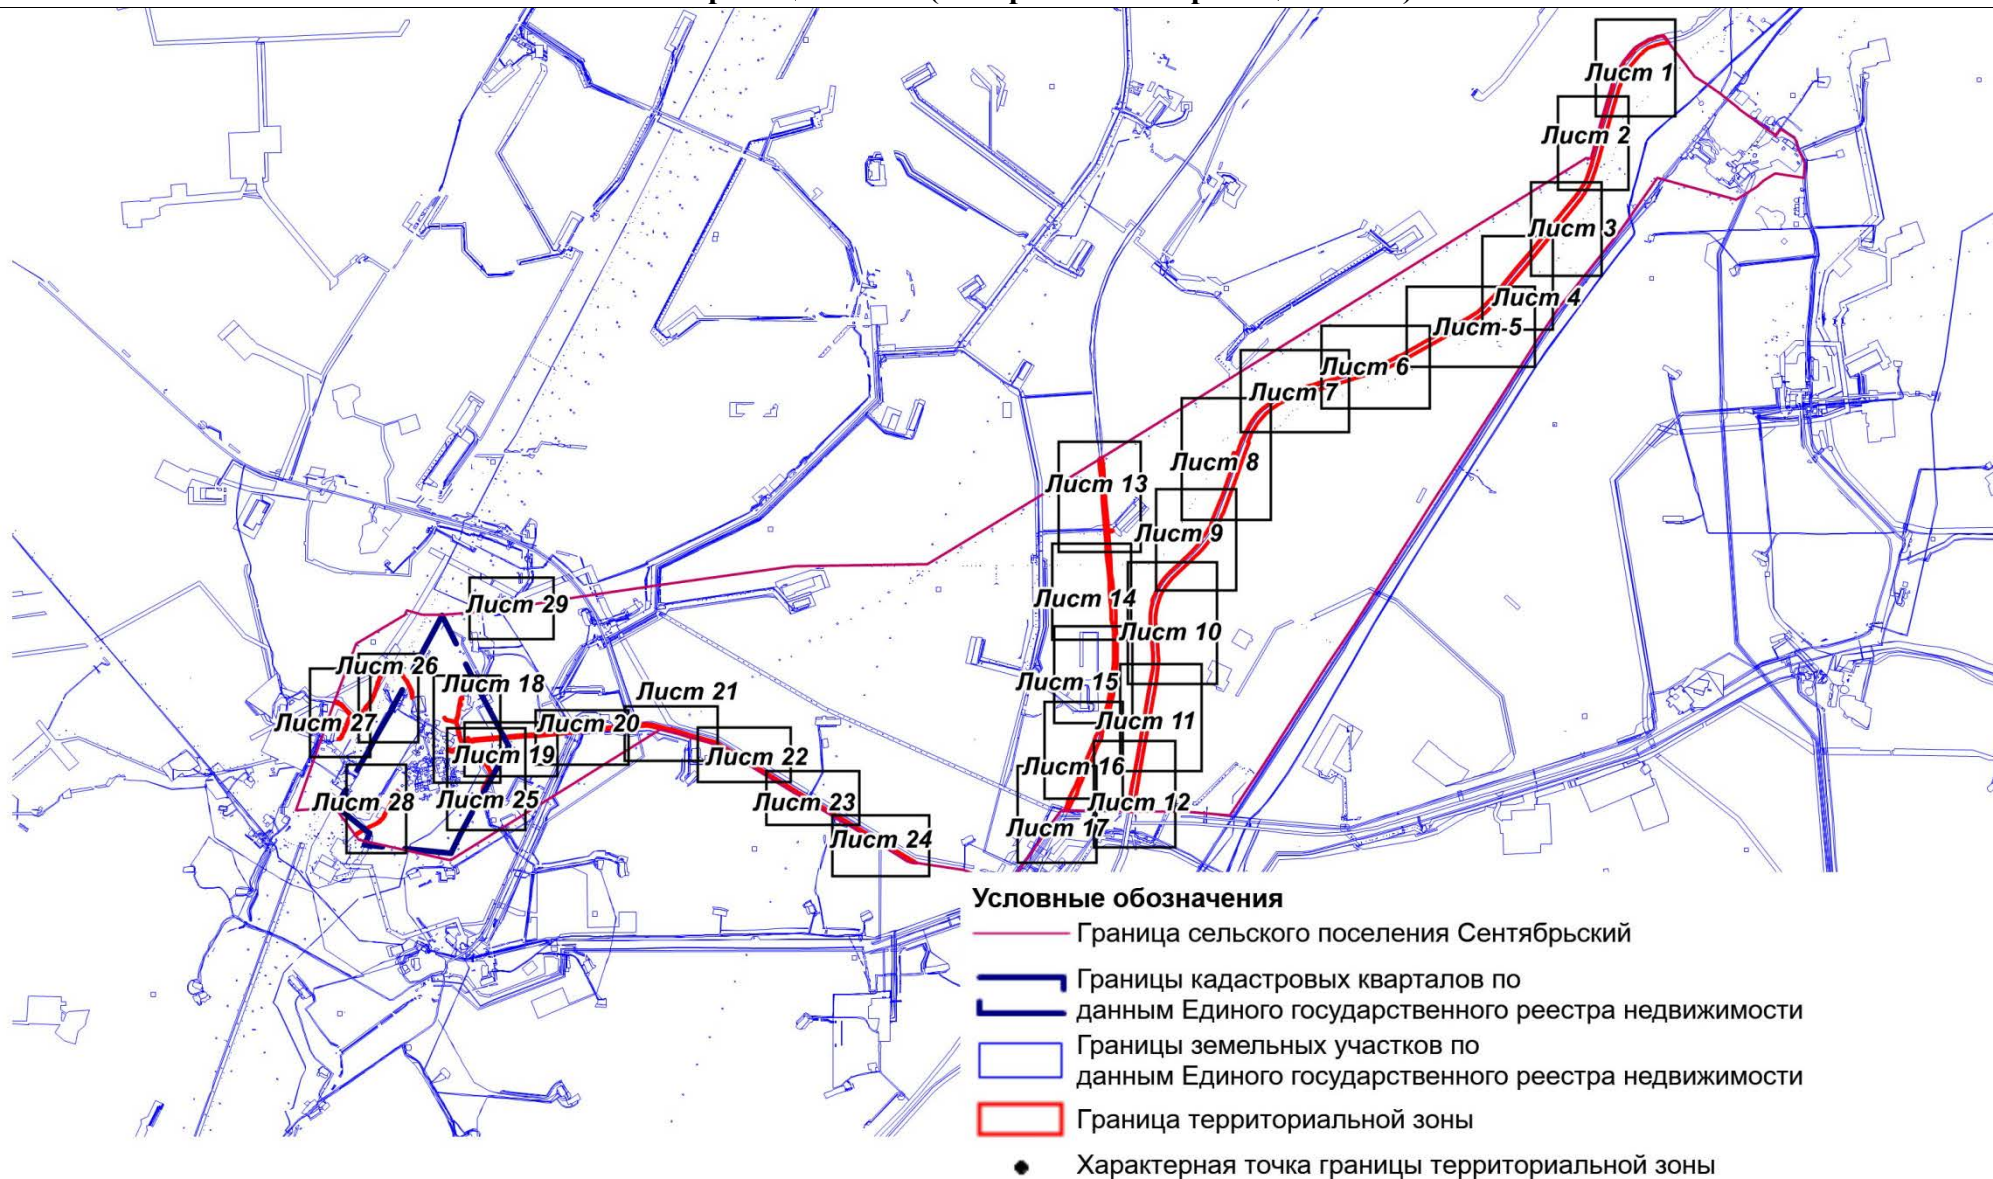 Лист 1
Лист 2
Лист 3
Лист 4
Лист 5
Лист 6
Лист 7
Лист 8
Лист 13
Лист 9
Лист 14
Лист 29
Лист 10
Лист 26
Лист 18
Лист 15
Лист 21
Лист 27
Лист 20
Лист 11
Лист 19
Лист 22
Лист 16
Лист 28
Лист 25
Лист 23
Лист 12
Лист 17
Лист 24
Условные обозначения
Граница сельского поселения Сентябрьский
Границы кадастровых кварталов по
данным Единого государственного реестра недвижимости
Границы земельных участков по
данным Единого государственного реестра недвижимости
Граница территориальной зоны
Характерная точка границы территориальной зоны